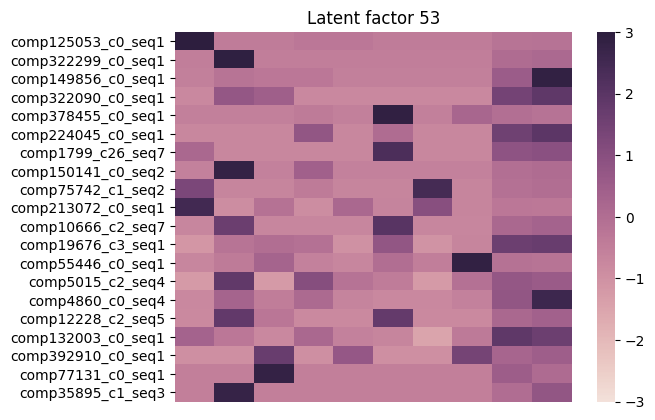 Latent factor 53
comp125053_c0_seq1
comp322299_c0_seq1
comp149856_c0_seq1
comp322090_c0_seq1
comp378455_c0_seq1
comp224045_c0_seq1
comp1799_c26_seq7
comp150141_c0_seq2
comp75742_c1_seq2
comp213072_c0_seq1
comp10666_c2_seq7
comp19676_c3_seq1
comp55446_c0_seq1
comp5015_c2_seq4
comp4860_c0_seq4
comp12228_c2_seq5
comp132003_c0_seq1
comp392910_c0_seq1
comp77131_c0_seq1
comp35895_c1_seq3
3
2
1
0
−1
−2
−3